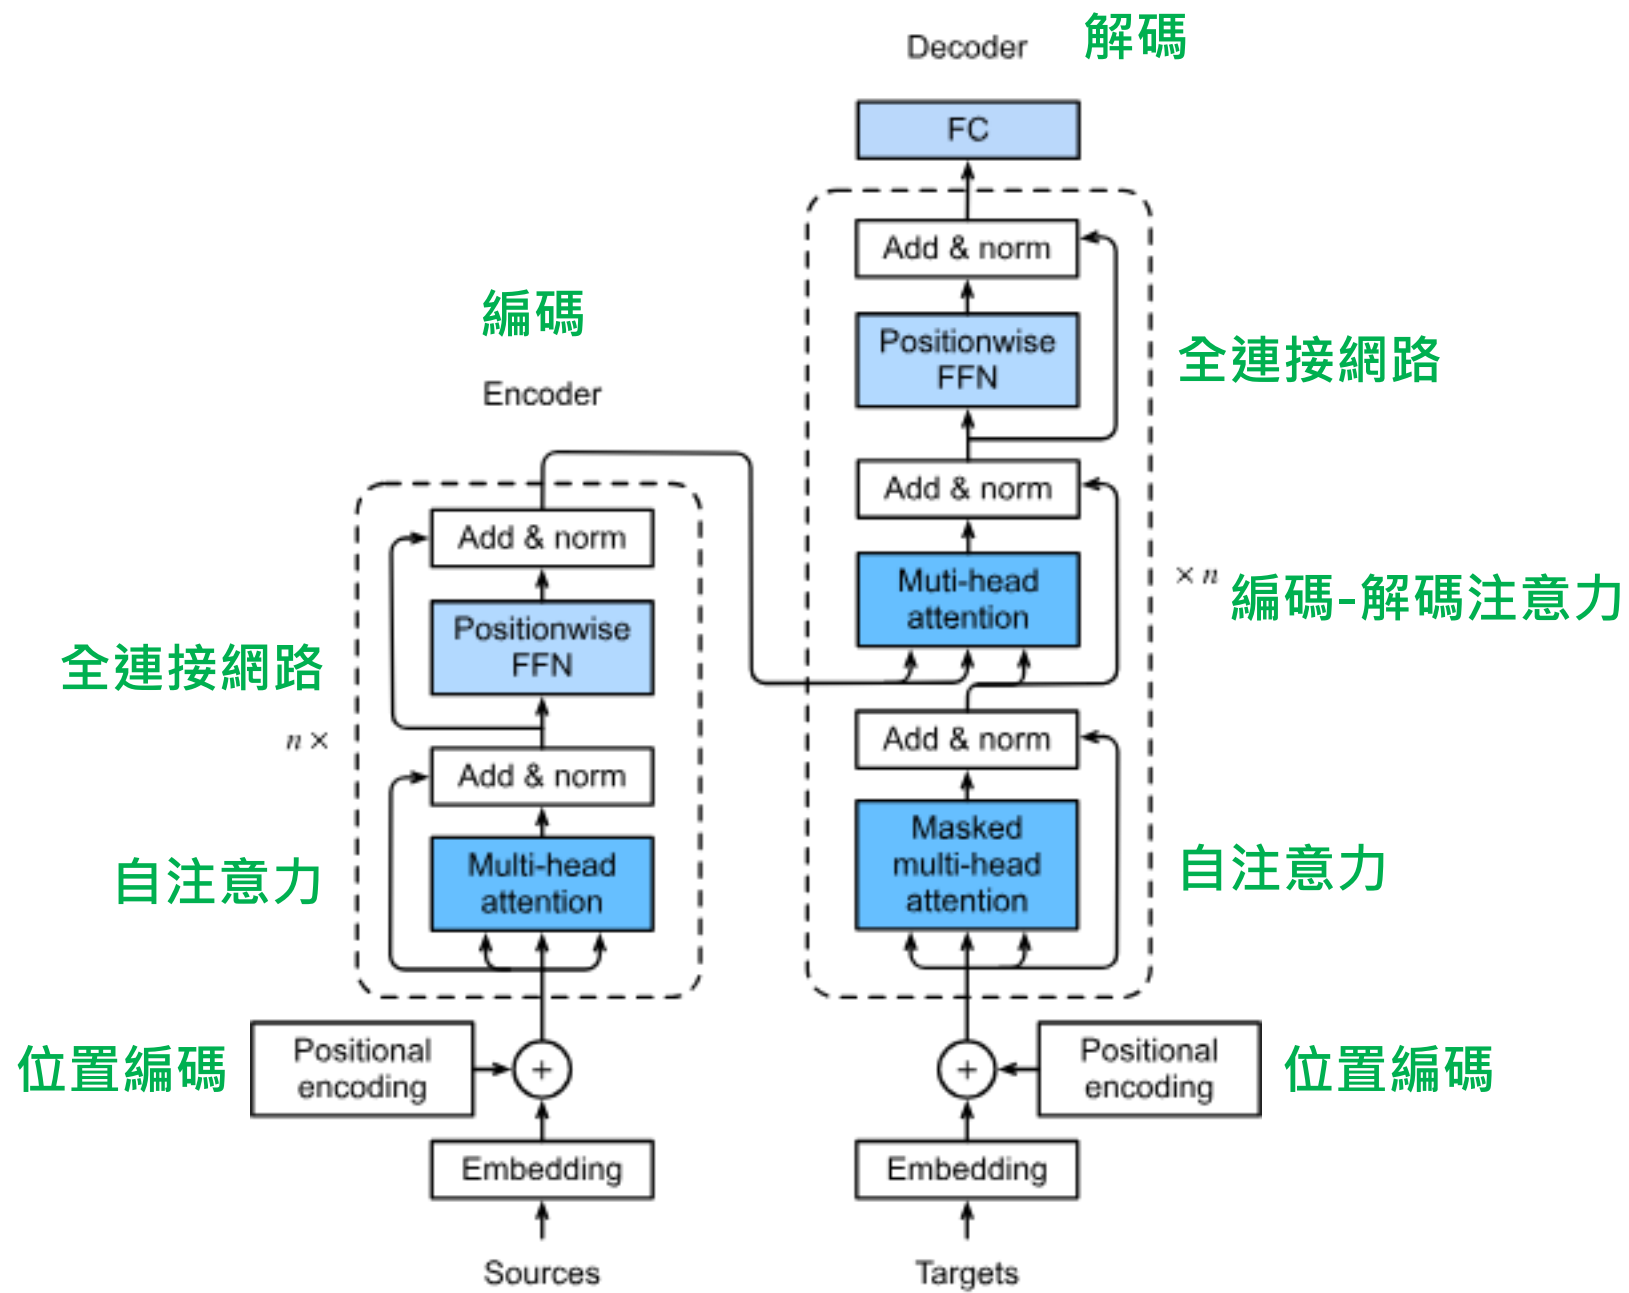 Decoder 解碼
FC
Add & norm
Positionwise
FFN
全連接網路
Add & norm
Muti-head
attention
× n 編碼-解碼注意力
Add & norm
Masked
multi-head
attention
自注意力
Positional
encoding
位置編碼
+
Embedding
Targets
編碼
Encoder
Add & norm
Positionwise
FFN
全連接網路
n ×
Add & norm
Multi-head
attention
自注意力
位置編碼
Positional
encoding
+
Embedding
Sources